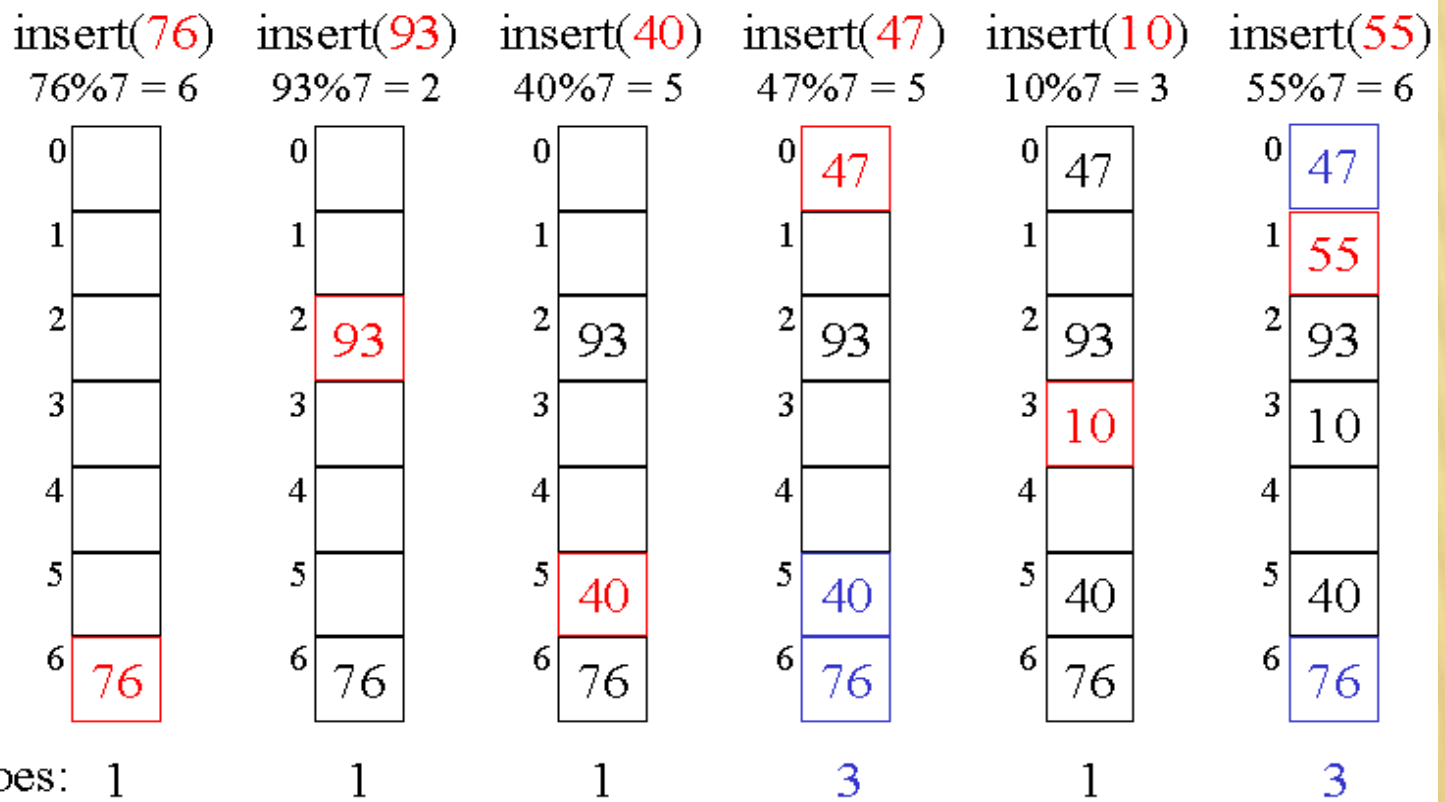 insert(76) insert(93) insert(40) insert(47) insert(10) insert(55)
76%7 = 6 93%7 = 2 40%7 = 5 47%7 = 5 10%7 = 3 55%7 = 6
0 0 0 0 47 0 47 0 47
1 1 1 1 1 1 55
2 2 93 2 93 2 93 2 93 2 93
3 3 3 3 3 10 3 10
4 4 4 4 4 4
5 5 5 40 5 40 5 40 5 40
6 76 6 76 6 76 6 76 6 76 6 76
bes: 1 1 1 3 1 3